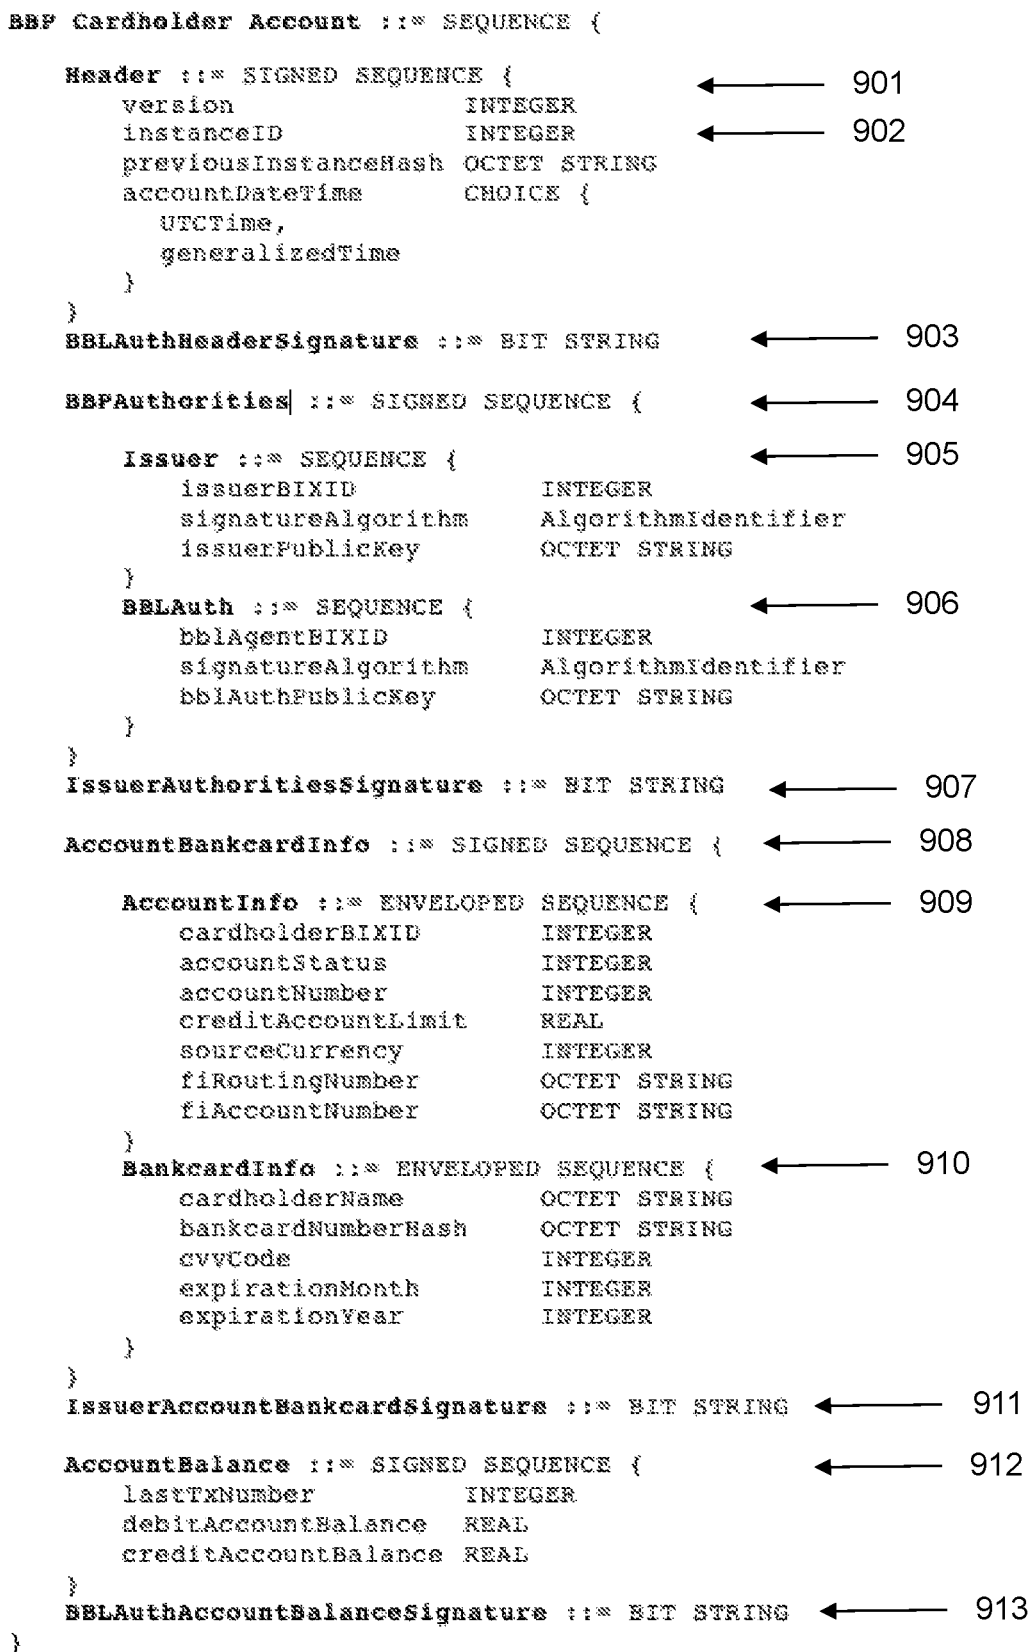 BBP Cardholder Account ::= SEQUENCE {
Header ::= SIGNED SEQUENCE { 901
version INTEGER
instanceID INTEGER 902
previousInstanceHash OCTET STRING
accountDateTime CHOICE {
UTCTime,
generalizedTime
}
}
BBLAuthHeaderSignature ::= BIT STRING 903
BBPAuthorities ::= SIGNED SEQUENCE { 904
Issuer ::= SEQUENCE { 905
issuerBIXID INTEGER
signatureAlgorithm AlgorithmIdentifier
issuerPublicKey OCTET STRING
}
BBLAuth ::= SEQUENCE { 906
bblAgentBIXID INTEGER
signatureAlgorithm AlgorithmIdentifier
bblAuthPublicKey OCTET STRING
}
}
IssuerAuthoritiesSignature ::= BIT STRING 907
AccountBankcardInfo ::= SIGNED SEQUENCE { 908
AccountInfo ::= ENVELOPED SEQUENCE { 909
cardholderBIXID INTEGER
accountStatus INTEGER
accountNumber INTEGER
creditAccountLimit REAL
sourceCurrency INTEGER
fiRoutingNumber OCTET STRING
fiAccountNumber OCTET STRING
}
BankcardInfo ::= ENVELOPED SEQUENCE { 910
cardholderName OCTET STRING
bankcardNumberHash OCTET STRING
cvvCode INTEGER
expirationMonth INTEGER
expirationYear INTEGER
}
}
IssuerAccountBankcardSignature ::= BIT STRING 911
AccountBalance ::= SIGNED SEQUENCE { 912
lastTxNumber INTEGER
debitAccountBalance REAL
creditAccountBalance REAL
}
BBLAuthAccountBalanceSignature ::= BIT STRING 913
}